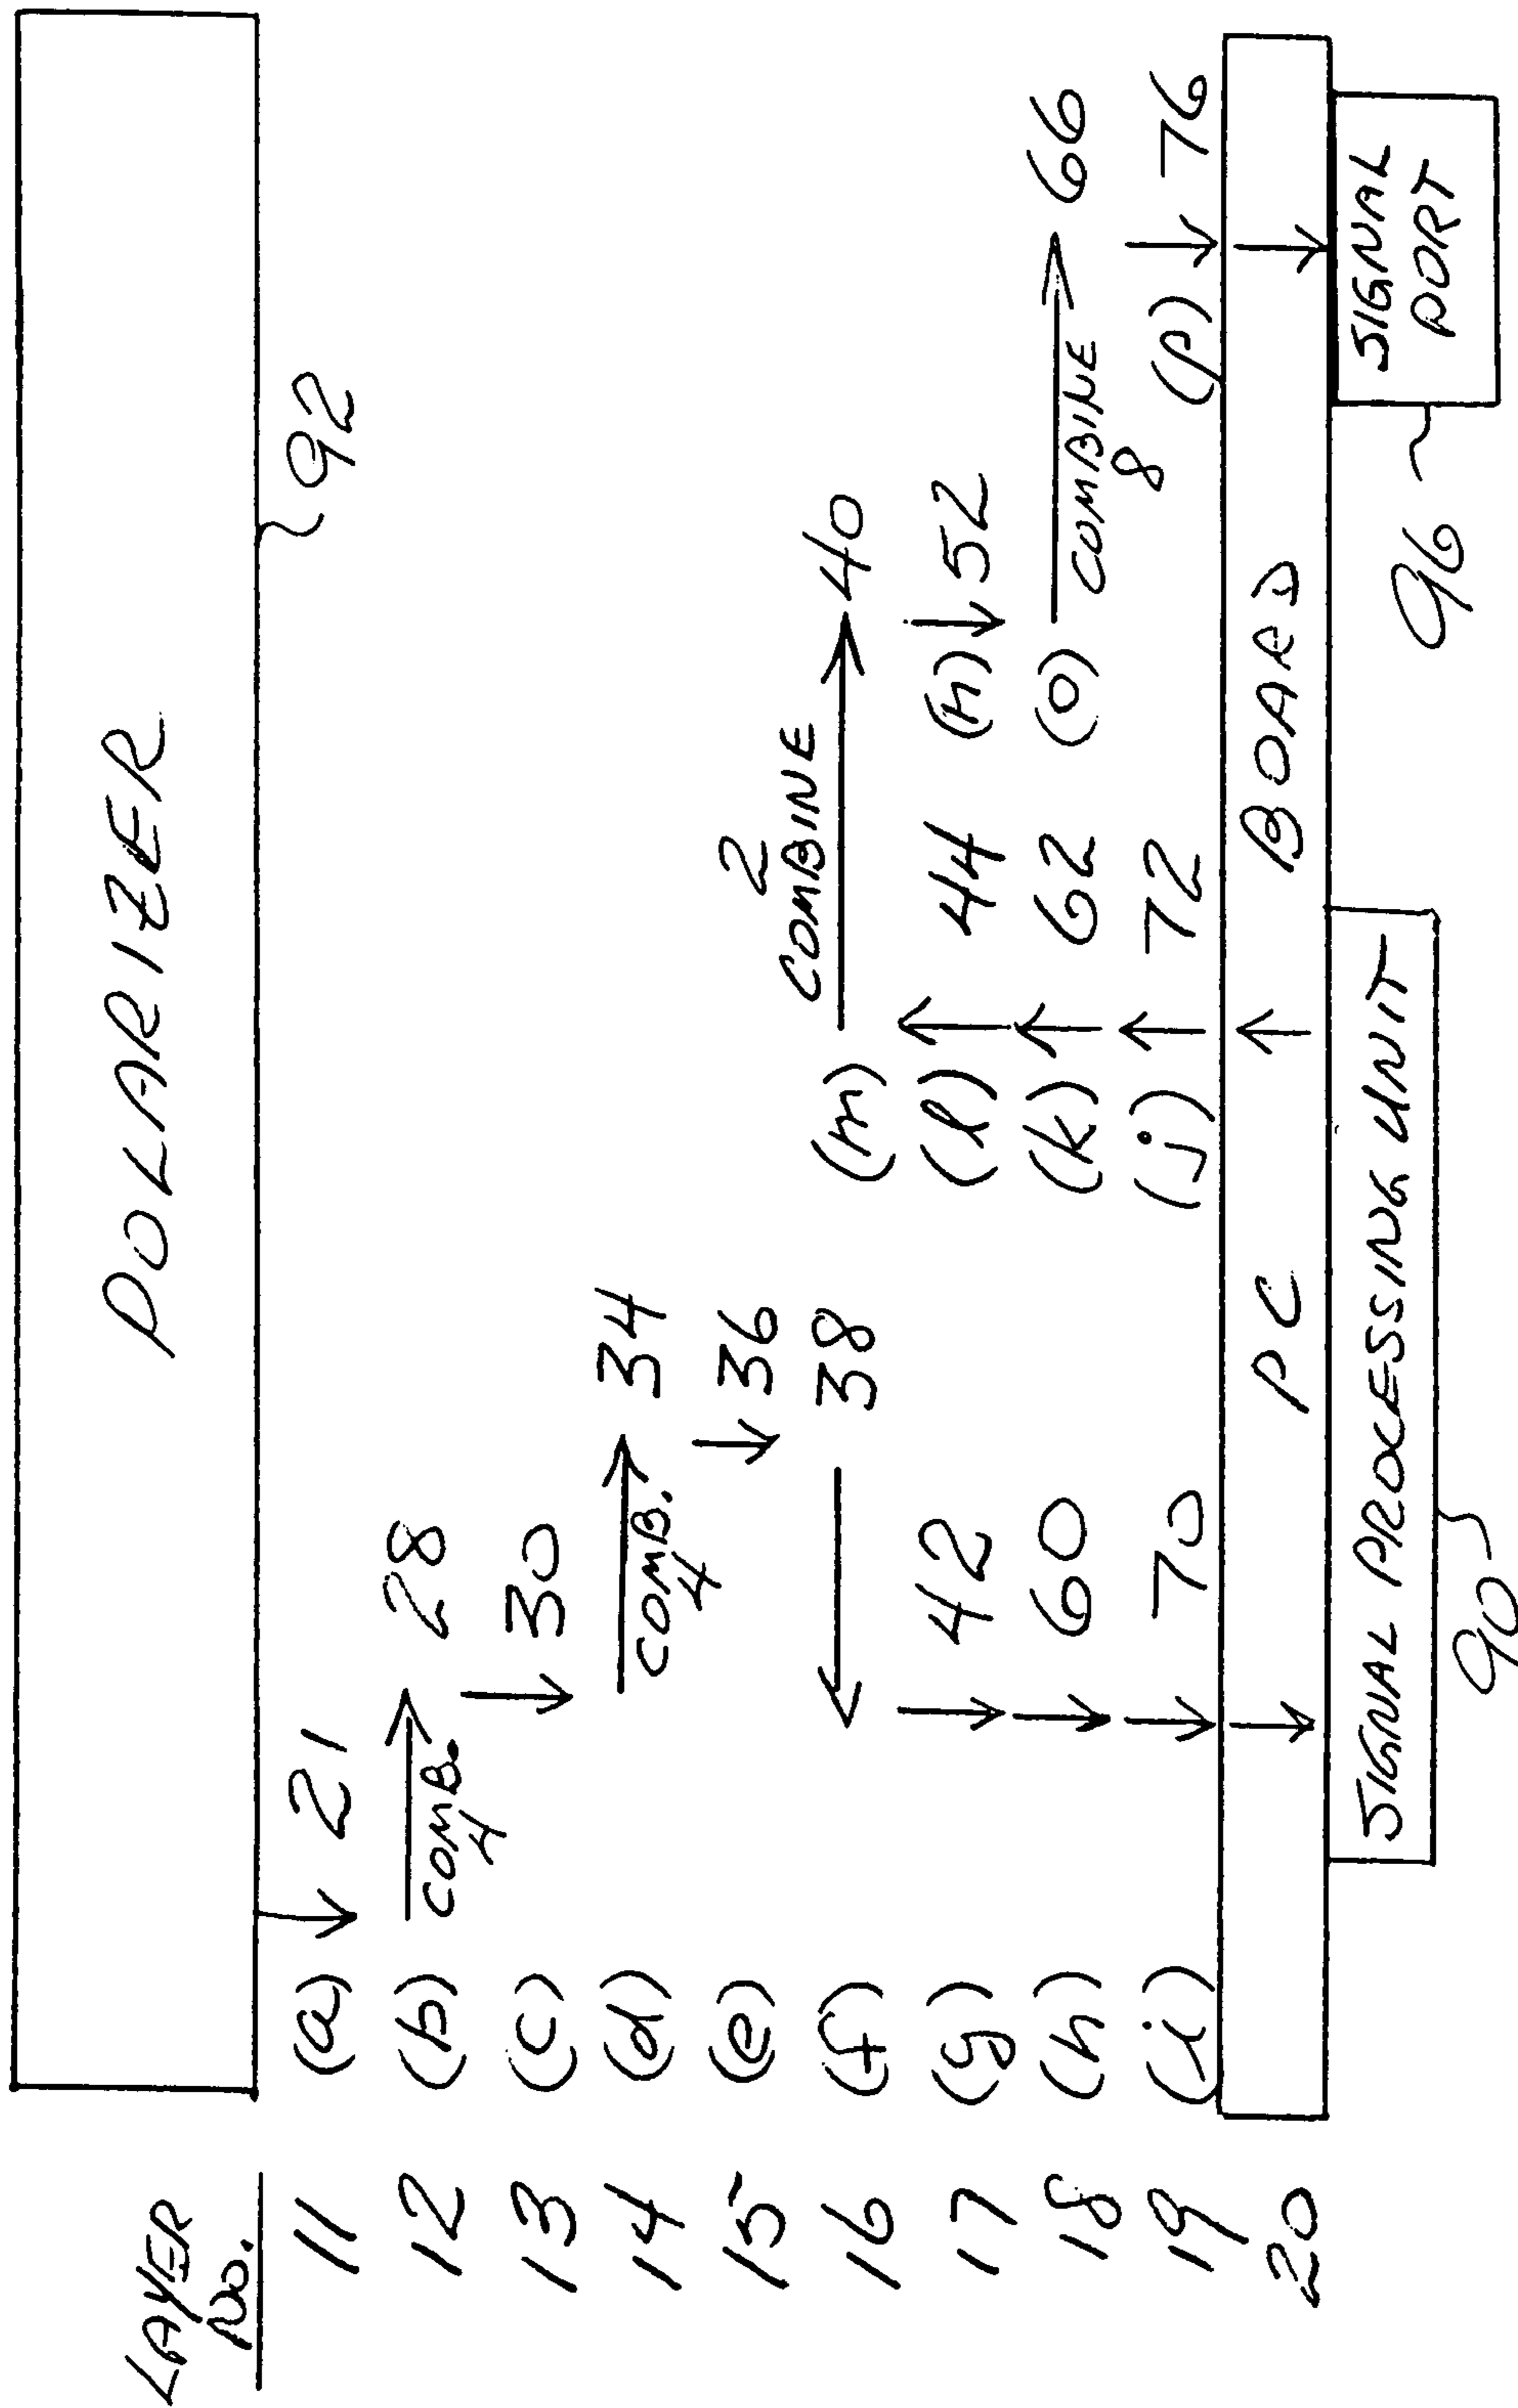 POLARIZER
LAYER
NO.
92
11 (a) 21
12 (b) 28
COMB.
4
13 (c) 30
14 (d) 34
COMB.
4
15 (e) 36
2
COMBINE
16 (f) 38 (m) 40
17 (g) 42 (l) 44 (n) 52
18 (h) 60 (k) 62 (o) 66
COMBINE
8
19 (i) 70 (j) 72 (p) 76
20 PC BOARD
SIGNAL PROCESSING UNIT
SIGNAL
PORT
90
96